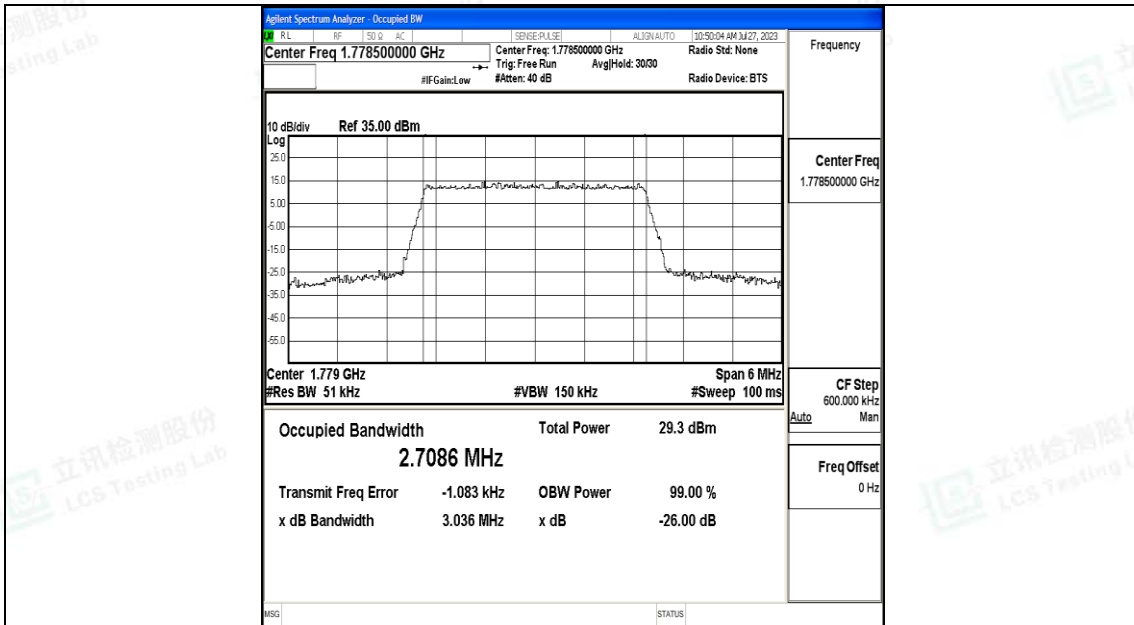 Agilent Spectrum Analyzer - Occupied BW
RL RF 50 Ω AC SENSE:PULSE ALIGNAUTO 10:50:04 AM Jul 27, 2023
Center Freq 1.778500000 GHz
Center Freq: 1.778500000 GHz
Radio Std: None
Trig: Free Run Avg|Hold: 30/30
#IFGain:Low #Atten: 40 dB Radio Device: BTS
10 dB/div Ref 35.00 dBm
Log
25.0
15.0
5.00
-5.00
-15.0
-25.0
-35.0
-45.0
-55.0
Center 1.779 GHz Span 6 MHz
#Res BW 51 kHz #VBW 150 kHz #Sweep 100 ms
Occupied Bandwidth Total Power 29.3 dBm
2.7086 MHz
Transmit Freq Error -1.083 kHz OBW Power 99.00 %
x dB Bandwidth 3.036 MHz x dB -26.00 dB
MSG STATUS
Frequency
Center Freq
1.778500000 GHz
CF Step
600.000 kHz
Auto Man
Freq Offset
0 Hz
立讯检测股份
LCS Testing Lab
立讯检测股份
LCS Testing